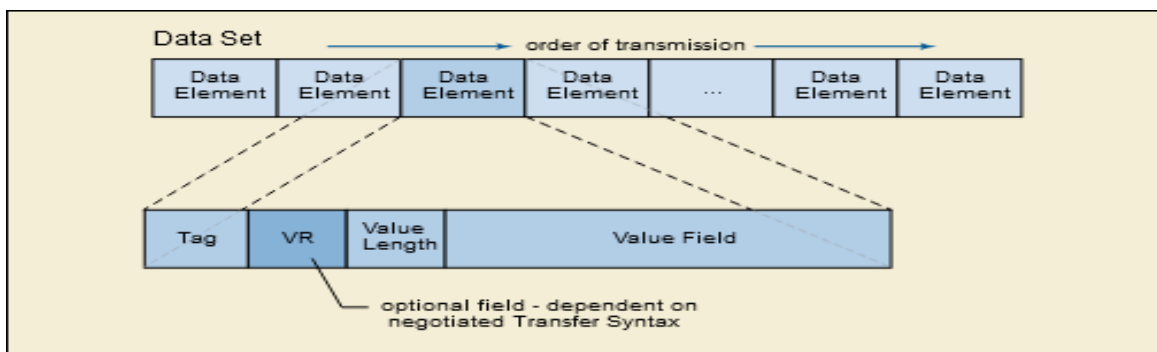 Data Set
order of transmission
Data Element
Data Element
Data Element
Data Element
...
Data Element
Data Element
Tag
VR
Value Length
Value Field
optional field - dependent on
negotiated Transfer Syntax